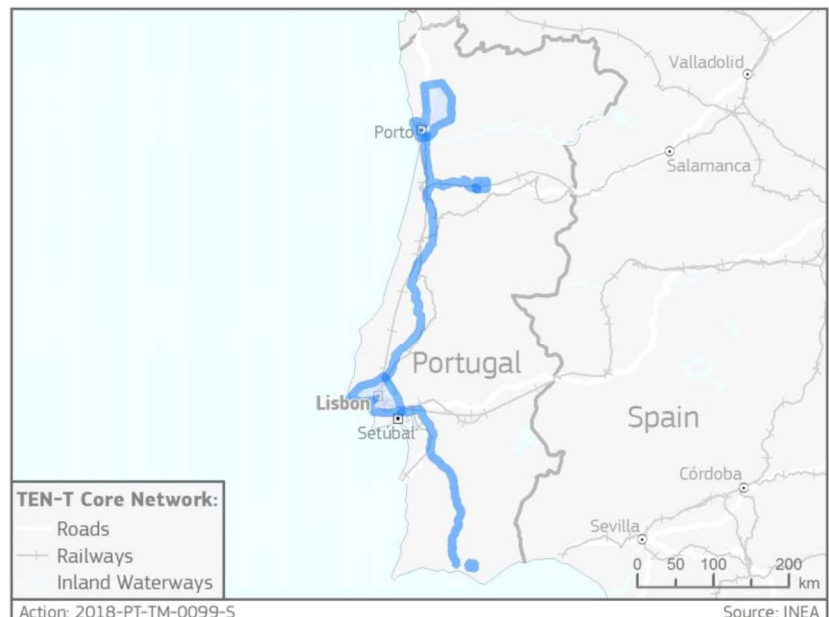 Valladolid
Porto
Salamanca
Portugal
Lisbon
Spain
Setúbal
Córdoba
TEN-T Core Network:
Roads
Sevilla
Railways
0 50 100 200
km
Inland Waterways
Action: 2018-PT-TM-0099-S
Source: INEA